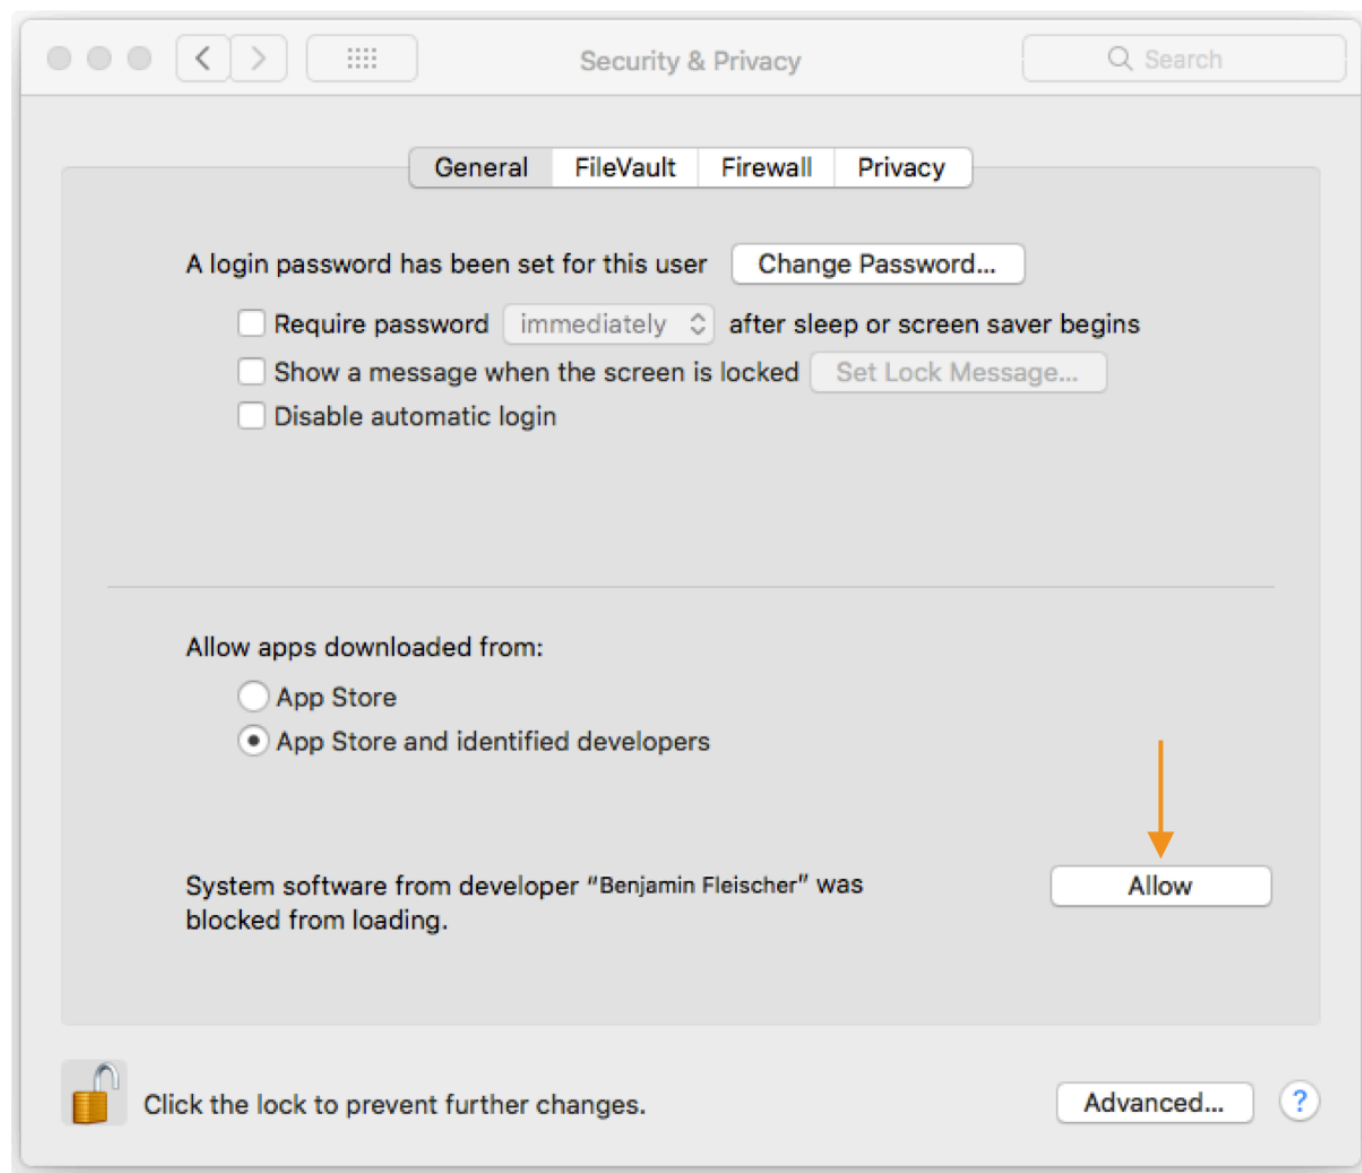 Security & Privacy
Search
General FileVault Firewall Privacy
A login password has been set for this user Change Password...
Require password immediately after sleep or screen saver begins
Show a message when the screen is locked Set Lock Message...
Disable automatic login
Allow apps downloaded from:
App Store
App Store and identified developers
System software from developer “Benjamin Fleischer” was
blocked from loading.
Allow
Click the lock to prevent further changes.
Advanced...
?